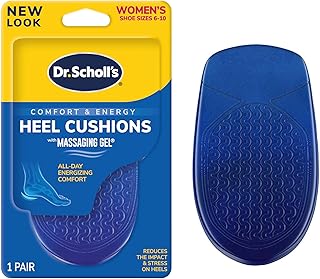 NEW
LOOK
WOMEN'S
SHOE SIZES 6-10
Dr. Scholl's
COMFORT & ENERGY
HEEL CUSHIONS
with MASSAGING GEL®
ALL-DAY
ENERGIZING
COMFORT
1 PAIR
REDUCES
THE IMPACT
& STRESS
ON HEELS